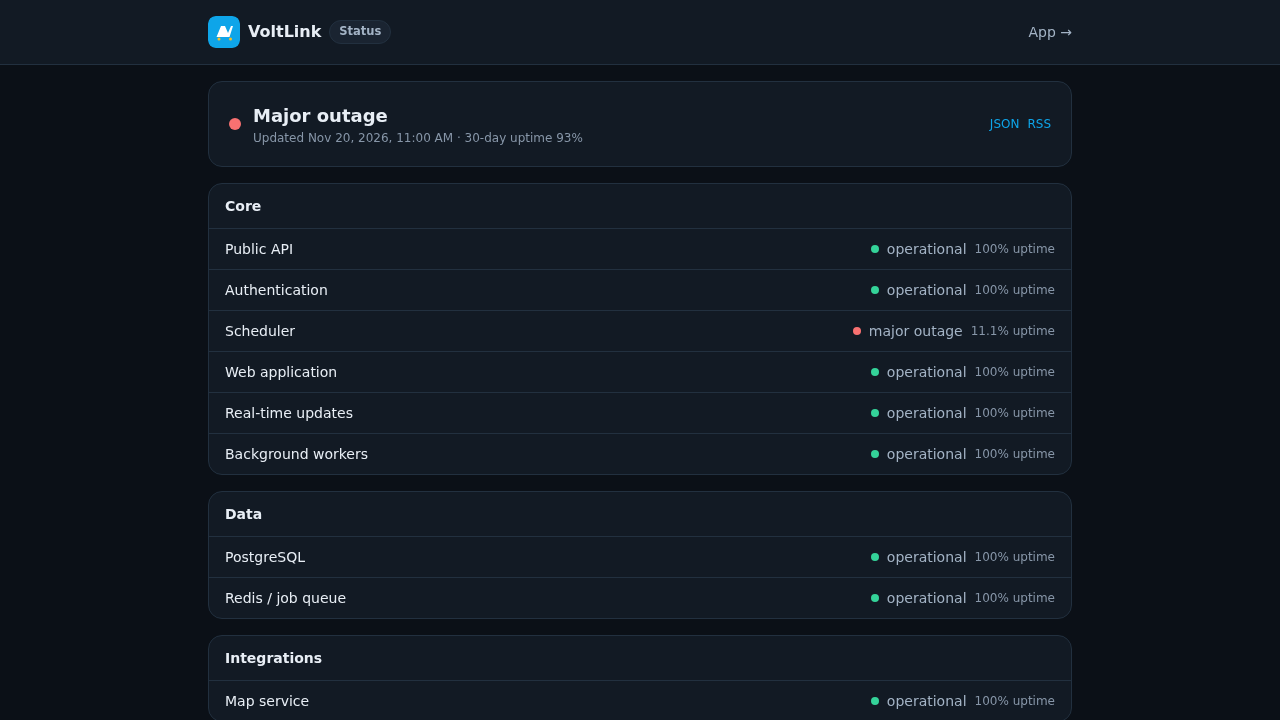 VoltLink Status App →
Major outage
Updated Nov 20, 2026, 11:00 AM · 30-day uptime 93%
JSON RSS
Core
Public API operational 100% uptime
Authentication operational 100% uptime
Scheduler major outage 11.1% uptime
Web application operational 100% uptime
Real-time updates operational 100% uptime
Background workers operational 100% uptime
Data
PostgreSQL operational 100% uptime
Redis / job queue operational 100% uptime
Integrations
Map service operational 100% uptime